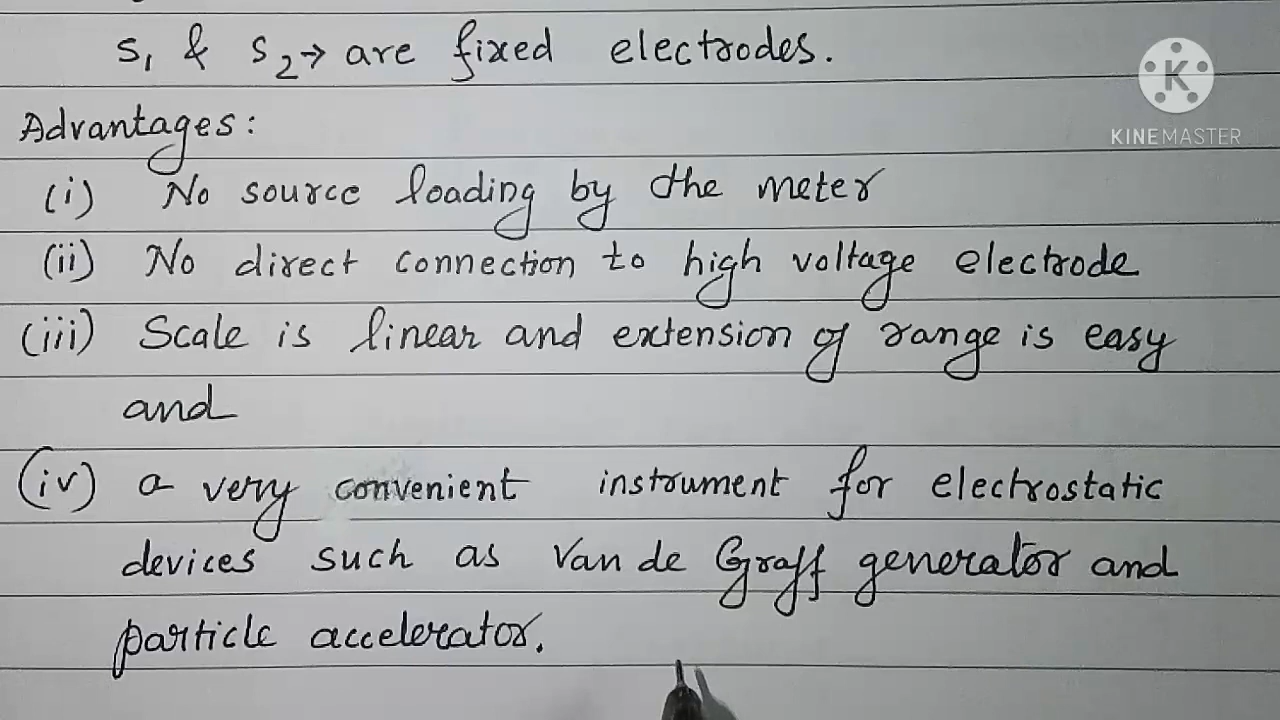 S₁ & S₂ → are fixed electrodes.
K
KINEMASTER
Advantages:
(i) No source loading by the meter
(ii) No direct connection to high voltage electrode
(iii) Scale is linear and extension of range is easy
and
(iv) a very convenient instrument for electrostatic
devices such as Van de Graff generator and
particle accelerator.